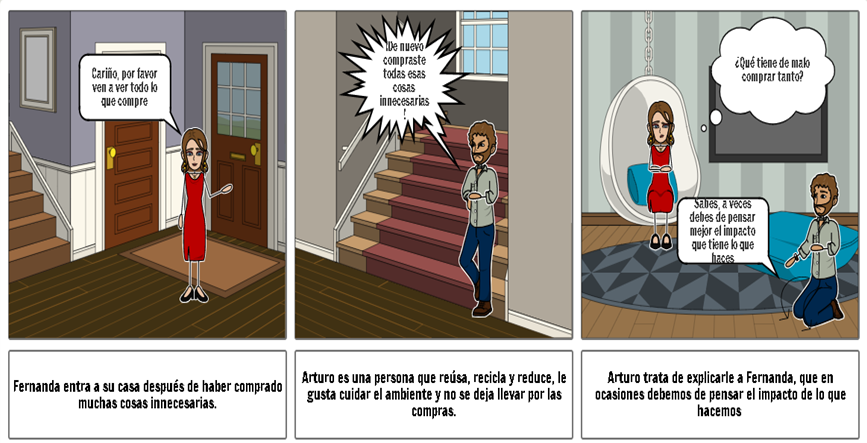 Cariño, por favor
ven a ver todo lo
que compre
¡De nuevo
compraste
todas esas
cosas
innecesarias
!
¿Qué tiene de malo
comprar tanto?
Sabes, a veces
debes de pensar
mejor el impacto
que tiene lo que
haces
Fernanda entra a su casa después de haber comprado
muchas cosas innecesarias.
Arturo es una persona que reúsa, recicla y reduce, le
gusta cuidar el ambiente y no se deja llevar por las
compras.
Arturo trata de explicarle a Fernanda, que en
ocasiones debemos de pensar el impacto de lo que
hacemos